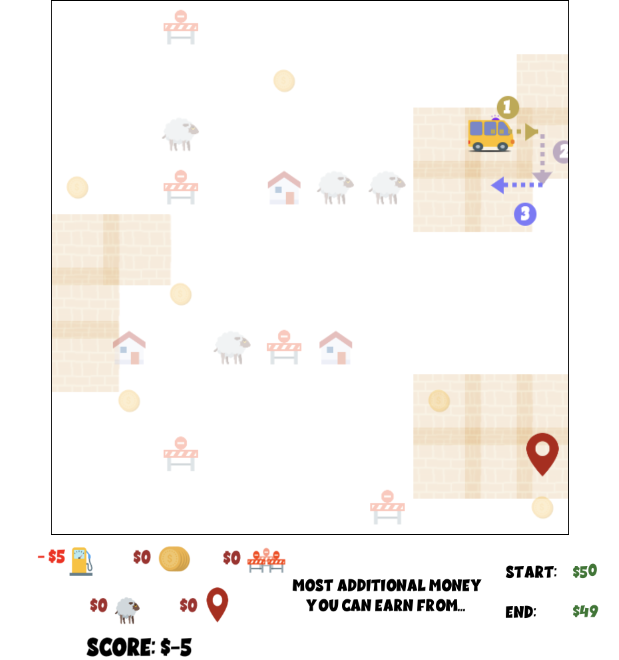 1
2
3
- $5
$0
$0
$0
$0
SCORE: $-5
MOST ADDITIONAL MONEY
YOU CAN EARN FROM...
START: $50
END: $49